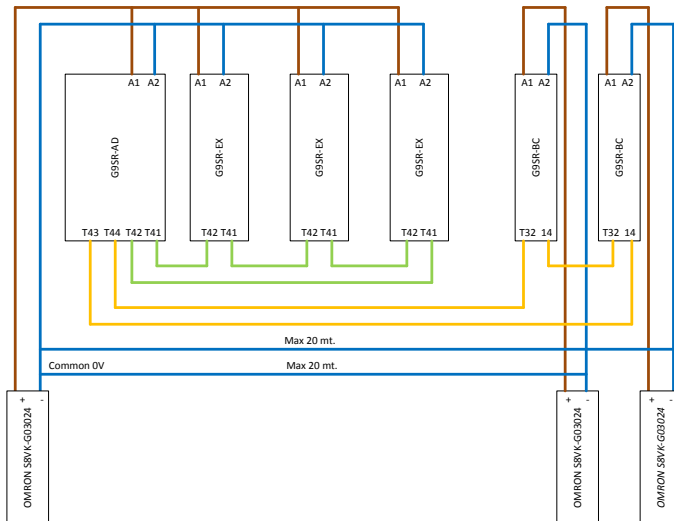 A1 A2 A1 A2 A1 A2 A1 A2 A1 A2 A1 A2
G9SR-AD
G9SR-EX
G9SR-EX
G9SR-EX
G9SR-BC
G9SR-BC
T43 T44 T42 T41 T42 T41 T42 T41 T42 T41 T32 14 T32 14
Max 20 mt.
Common 0V Max 20 mt.
+ - + - + -
OMRON S8VK-G03024
OMRON S8VK-G03024
OMRON S8VK-G03024